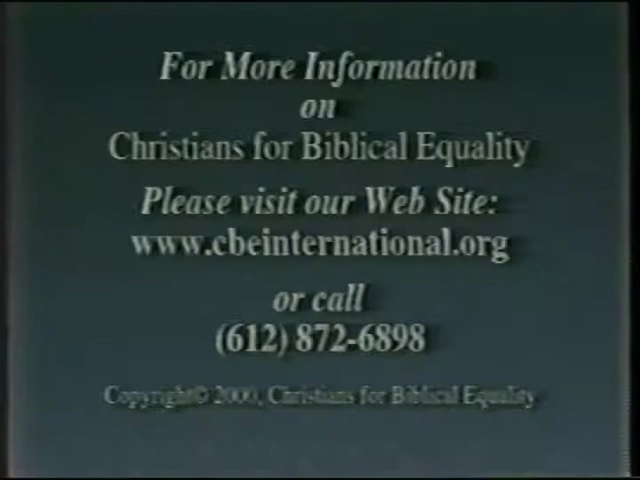 For More Information
on
Christians for Biblical Equality
Please visit our Web Site:
www.cbeinternational.org
or call
(612) 872-6898
Copyright© 2000, Christians for Biblical Equality